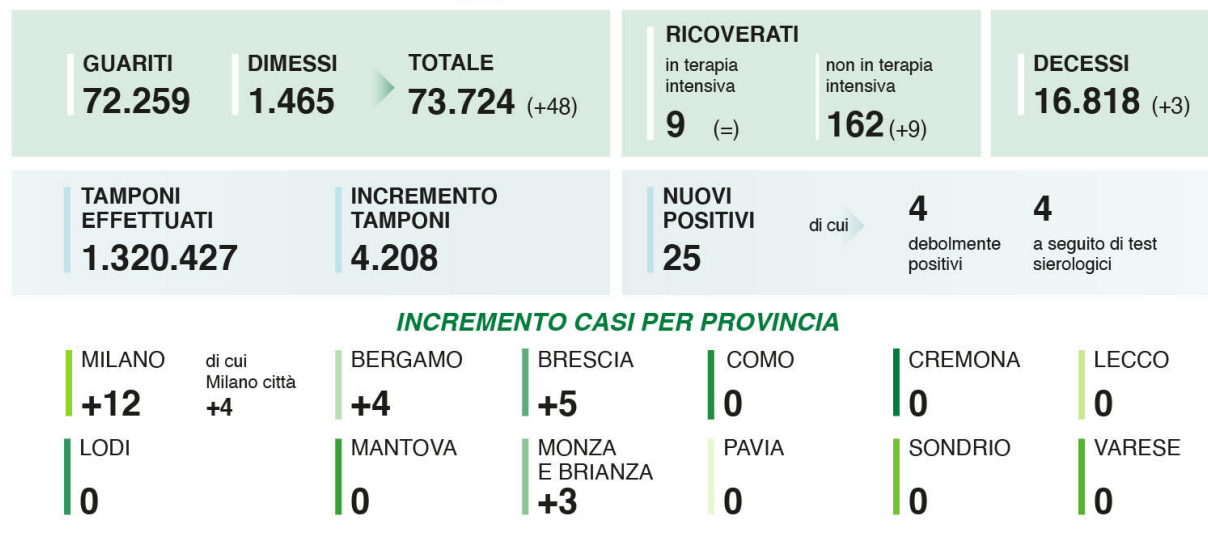 GUARITI
72.259
DIMESSI
1.465
TOTALE
73.724 (+48)
RICOVERATI
in terapia
intensiva
9 (=)
non in terapia
intensiva
162 (+9)
DECESSI
16.818 (+3)
TAMPONI
EFFETTUATI
1.320.427
INCREMENTO
TAMPONI
4.208
NUOVI
POSITIVI
25
di cui
4
debolmente
positivi
4
a seguito di test
sierologici
INCREMENTO CASI PER PROVINCIA
MILANO
+12
di cui
Milano città
+4
BERGAMO
+4
BRESCIA
+5
COMO
0
CREMONA
0
LECCO
0
LODI
0
MANTOVA
0
MONZA
E BRIANZA
+3
PAVIA
0
SONDRIO
0
VARESE
0